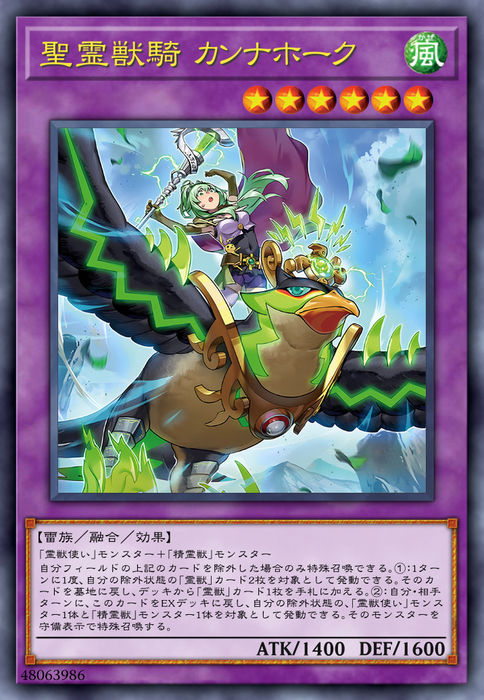 聖霊獣騎 カンナホーク
かぜ
風
【雷族／融合／効果】
「霊獣使い」モンスター＋「精霊獣」モンスター
自分フィールドの上記のカードを除外した場合のみ特殊召喚できる。①：1ター
ンに1度、自分の除外状態の「霊獣」カード2枚を対象として発動できる。そのカー
ドを墓地に戻し、デッキから「霊獣」カード1枚を手札に加える。②：自分・相手
ターンに、このカードをEXデッキに戻し、自分の除外状態の、「霊獣使い」モンス
ター1体と「精霊獣」モンスター1体を対象として発動できる。そのモンスターを
守備表示で特殊召喚する。
ATK/1400 DEF/1600
48063986